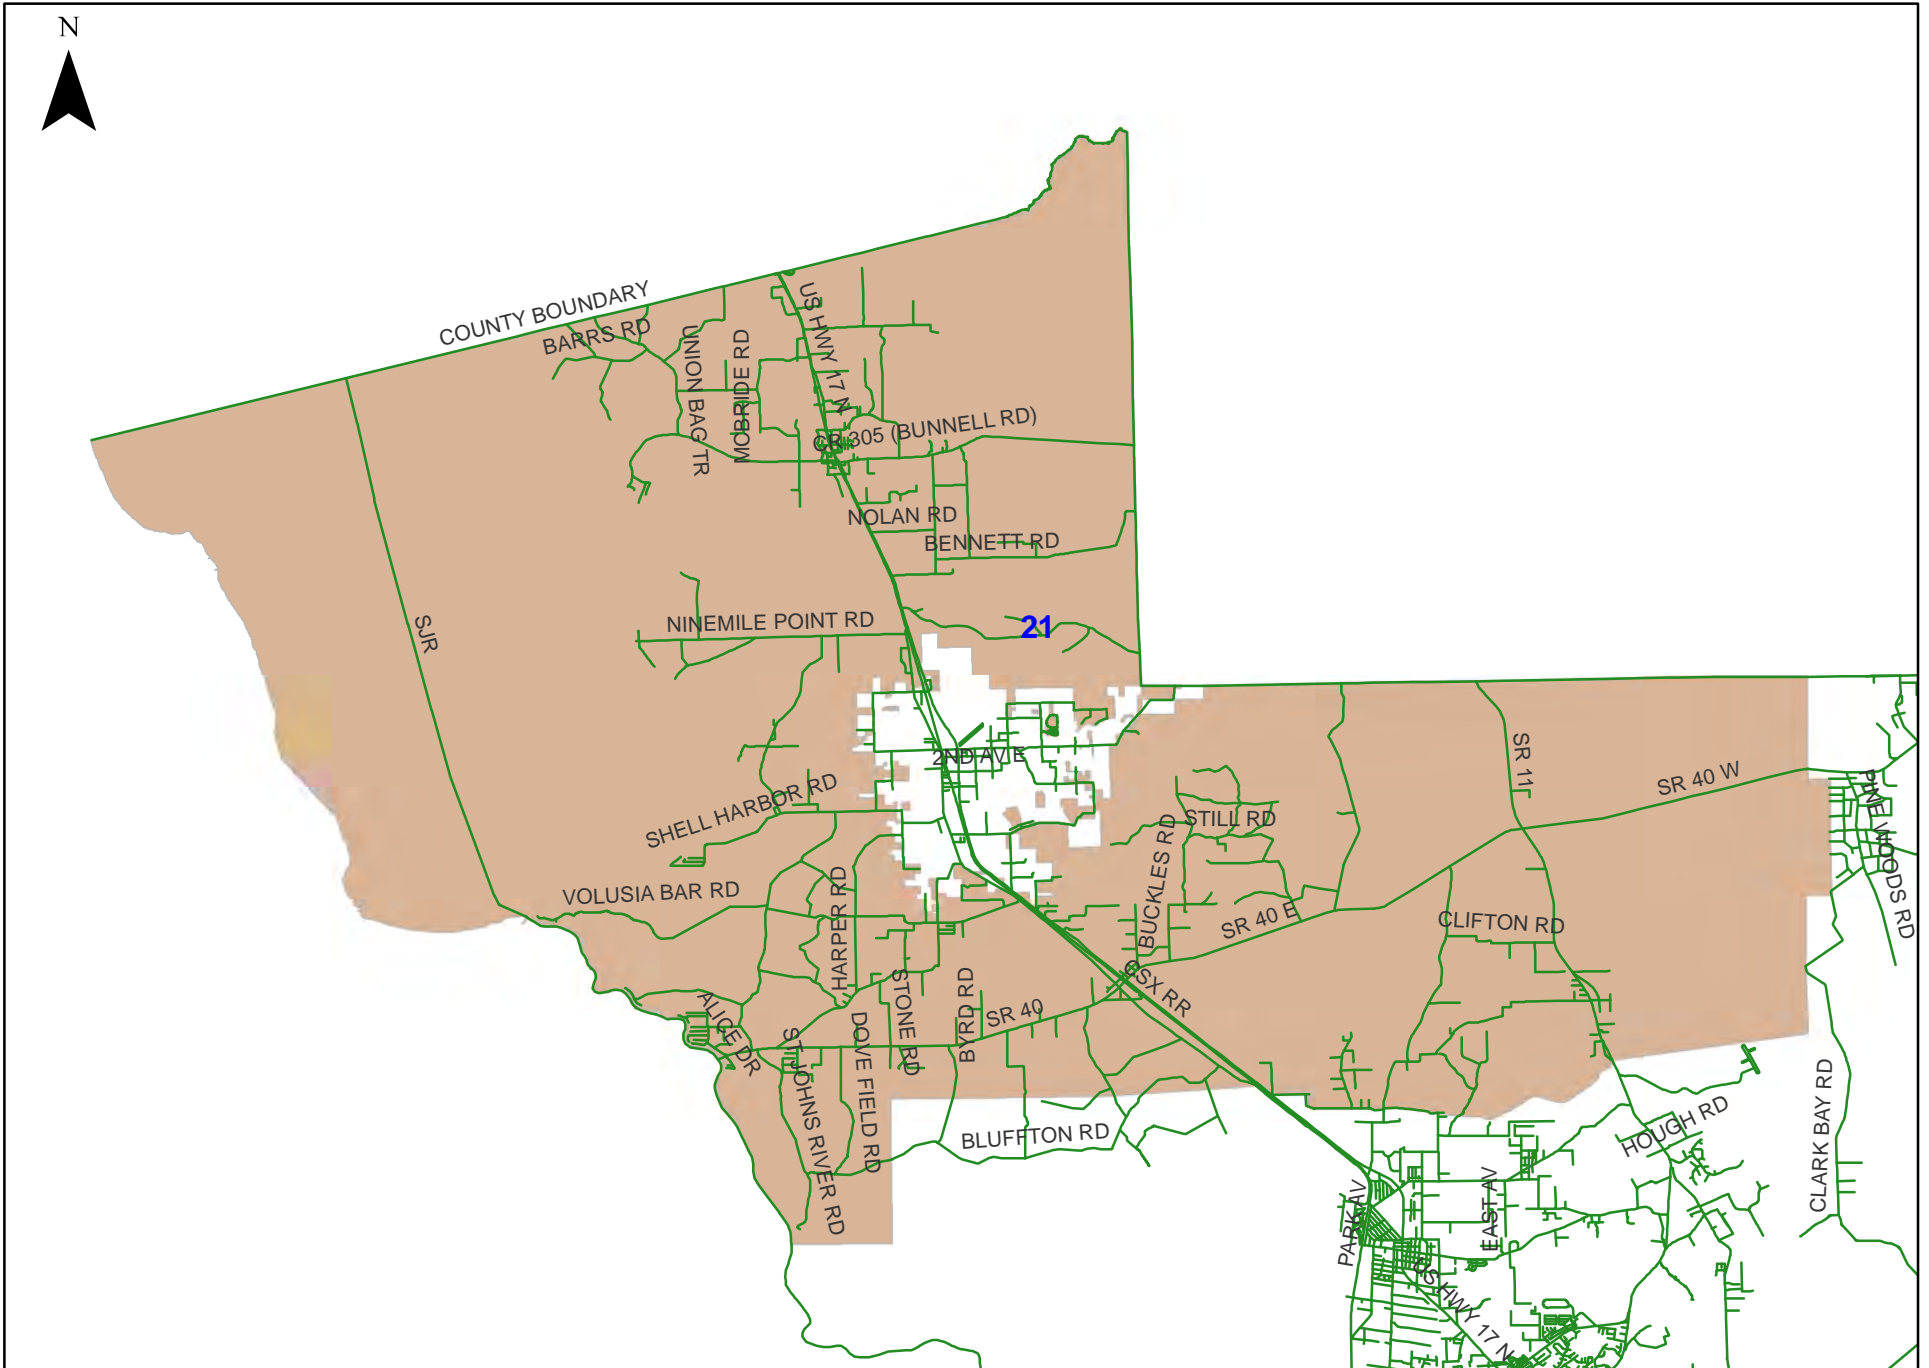 N
COUNTY BOUNDARY
BARRS RD
UNION BAG TR
MCBRIDE RD
US HWY 17 N
CR 305 (BUNNELL RD)
NOLAN RD
BENNETT RD
SJR
NINEMILE POINT RD
21
2ND AV E
SR 11
SR 40 W
PINE WOODS RD
SHELL HARBOR RD
STILL RD
BUCKLES RD
VOLUSIA BAR RD
HARPER RD
SR 40 E
CLIFTON RD
CSX RR
STONE RD
BYRD RD
SR 40
ALICE DR
ST JOHNS RIVER RD
DOVE FIELD RD
BLUFFTON RD
HOUGH RD
CLARK BAY RD
PARK AV
EAST AV
US HWY 17 N